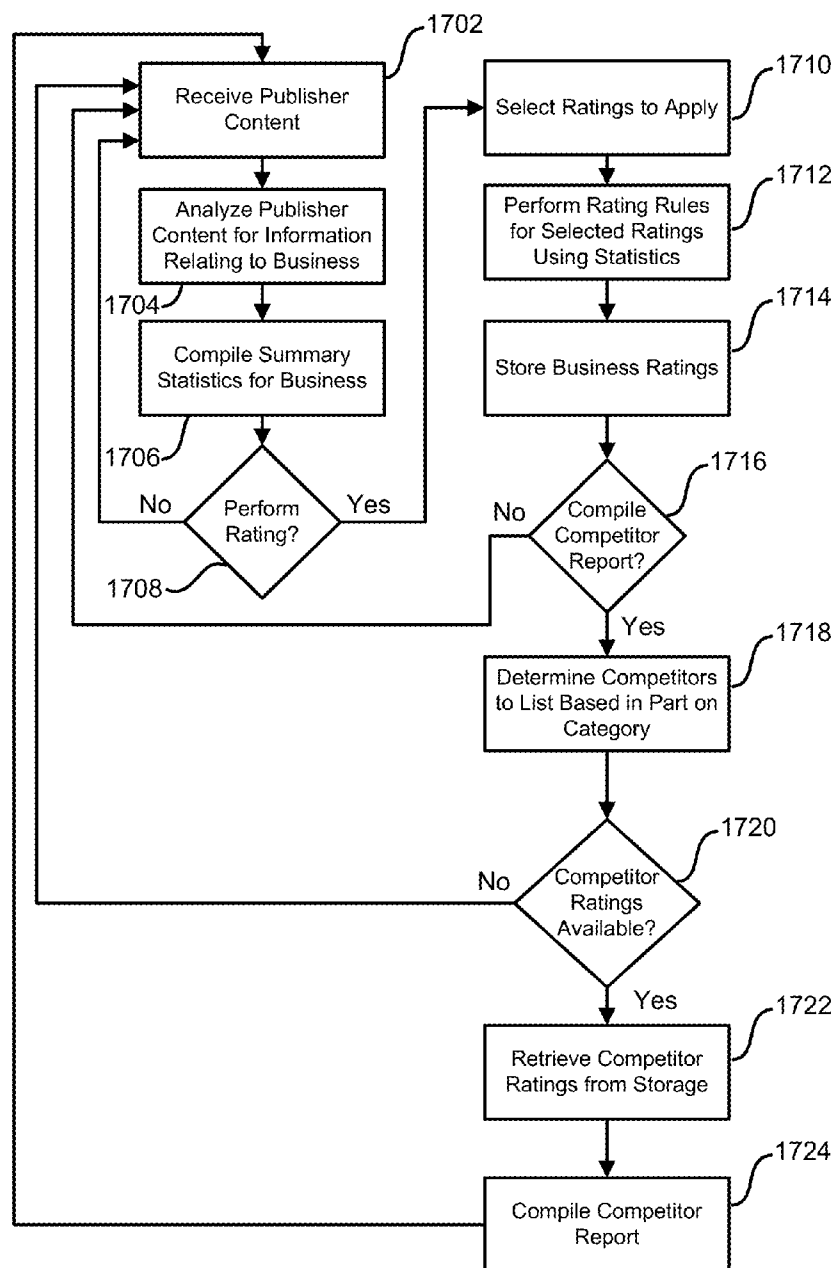 1702
Receive Publisher
Content
Analyze Publisher
Content for Information
Relating to Business
1704
Compile Summary
Statistics for Business
1706
No
Perform
Rating?
Yes
1708
1710
Select Ratings to Apply
1712
Perform Rating Rules
for Selected Ratings
Using Statistics
1714
Store Business Ratings
1716
No
Compile
Competitor
Report?
Yes
1718
Determine Competitors
to List Based in Part on
Category
1720
No
Competitor
Ratings
Available?
Yes
1722
Retrieve Competitor
Ratings from Storage
1724
Compile Competitor
Report